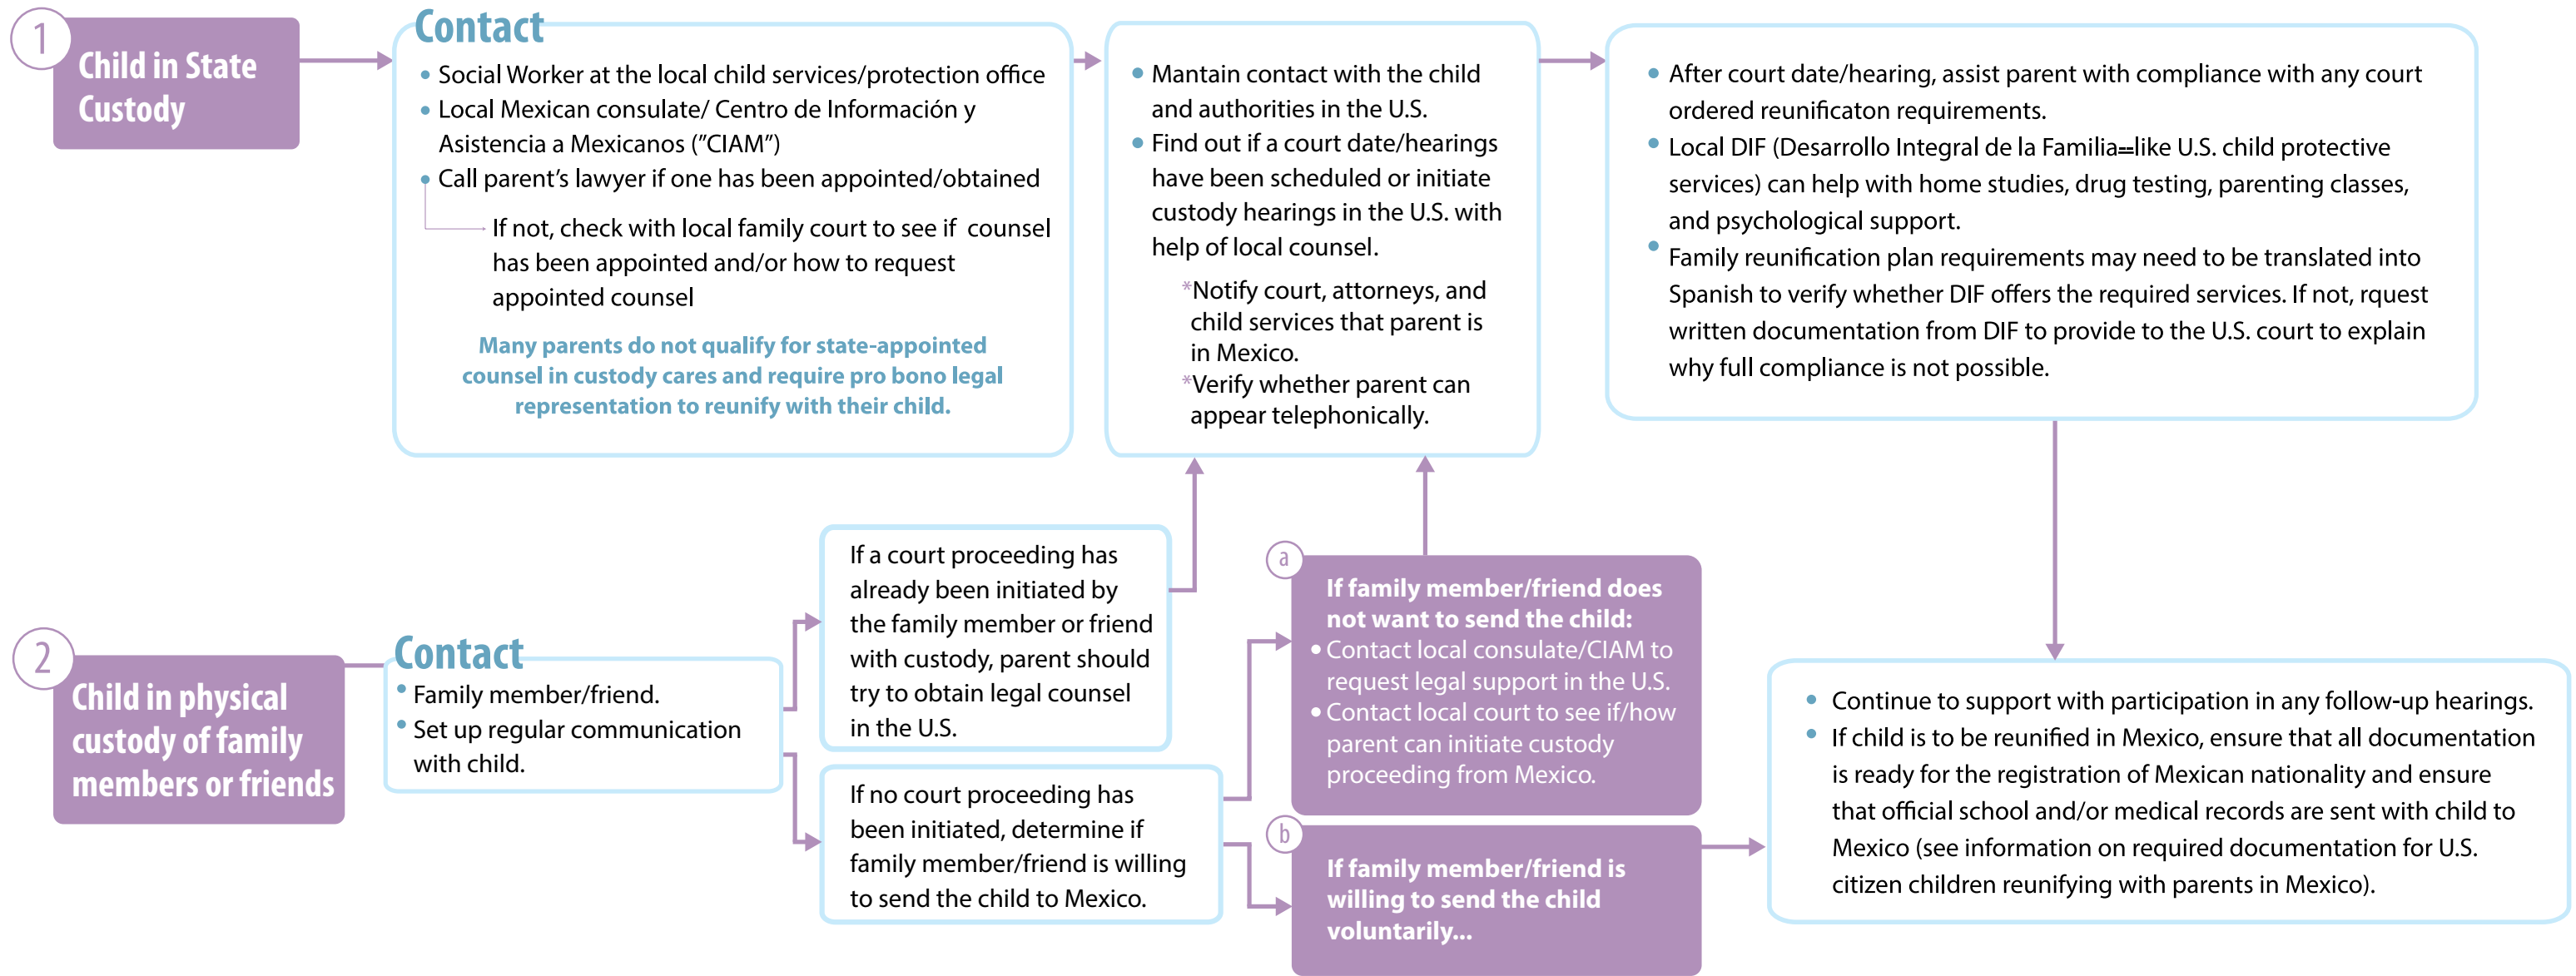 1
Child in State
Custody
Contact
• Social Worker at the local child services/protection office
• Local Mexican consulate/ Centro de Información y
Asistencia a Mexicanos (”CIAM”)
• Call parent’s lawyer if one has been appointed/obtained
If not, check with local family court to see if counsel
has been appointed and/or how to request
appointed counsel
Many parents do not qualify for state-appointed
counsel in custody cares and require pro bono legal
representation to reunify with their child.
• Mantain contact with the child
and authorities in the U.S.
• Find out if a court date/hearings
have been scheduled or initiate
custody hearings in the U.S. with
help of local counsel.
*Notify court, attorneys, and
child services that parent is
in Mexico.
*Verify whether parent can
appear telephonically.
• After court date/hearing, assist parent with compliance with any court
ordered reunificaton requirements.
• Local DIF (Desarrollo Integral de la Familia--like U.S. child protective
services) can help with home studies, drug testing, parenting classes,
and psychological support.
• Family reunification plan requirements may need to be translated into
Spanish to verify whether DIF offers the required services. If not, rquest
written documentation from DIF to provide to the U.S. court to explain
why full compliance is not possible.
2
Child in physical
custody of family
members or friends
Contact
• Family member/friend.
• Set up regular communication
with child.
If a court proceeding has
already been initiated by
the family member or friend
with custody, parent should
try to obtain legal counsel
in the U.S.
If no court proceeding has
been initiated, determine if
family member/friend is willing
to send the child to Mexico.
a
If family member/friend does
not want to send the child:
• Contact local consulate/CIAM to
request legal support in the U.S.
• Contact local court to see if/how
parent can initiate custody
proceeding from Mexico.
b
If family member/friend is
willing to send the child
voluntarily...
• Continue to support with participation in any follow-up hearings.
• If child is to be reunified in Mexico, ensure that all documentation
is ready for the registration of Mexican nationality and ensure
that official school and/or medical records are sent with child to
Mexico (see information on required documentation for U.S.
citizen children reunifying with parents in Mexico).